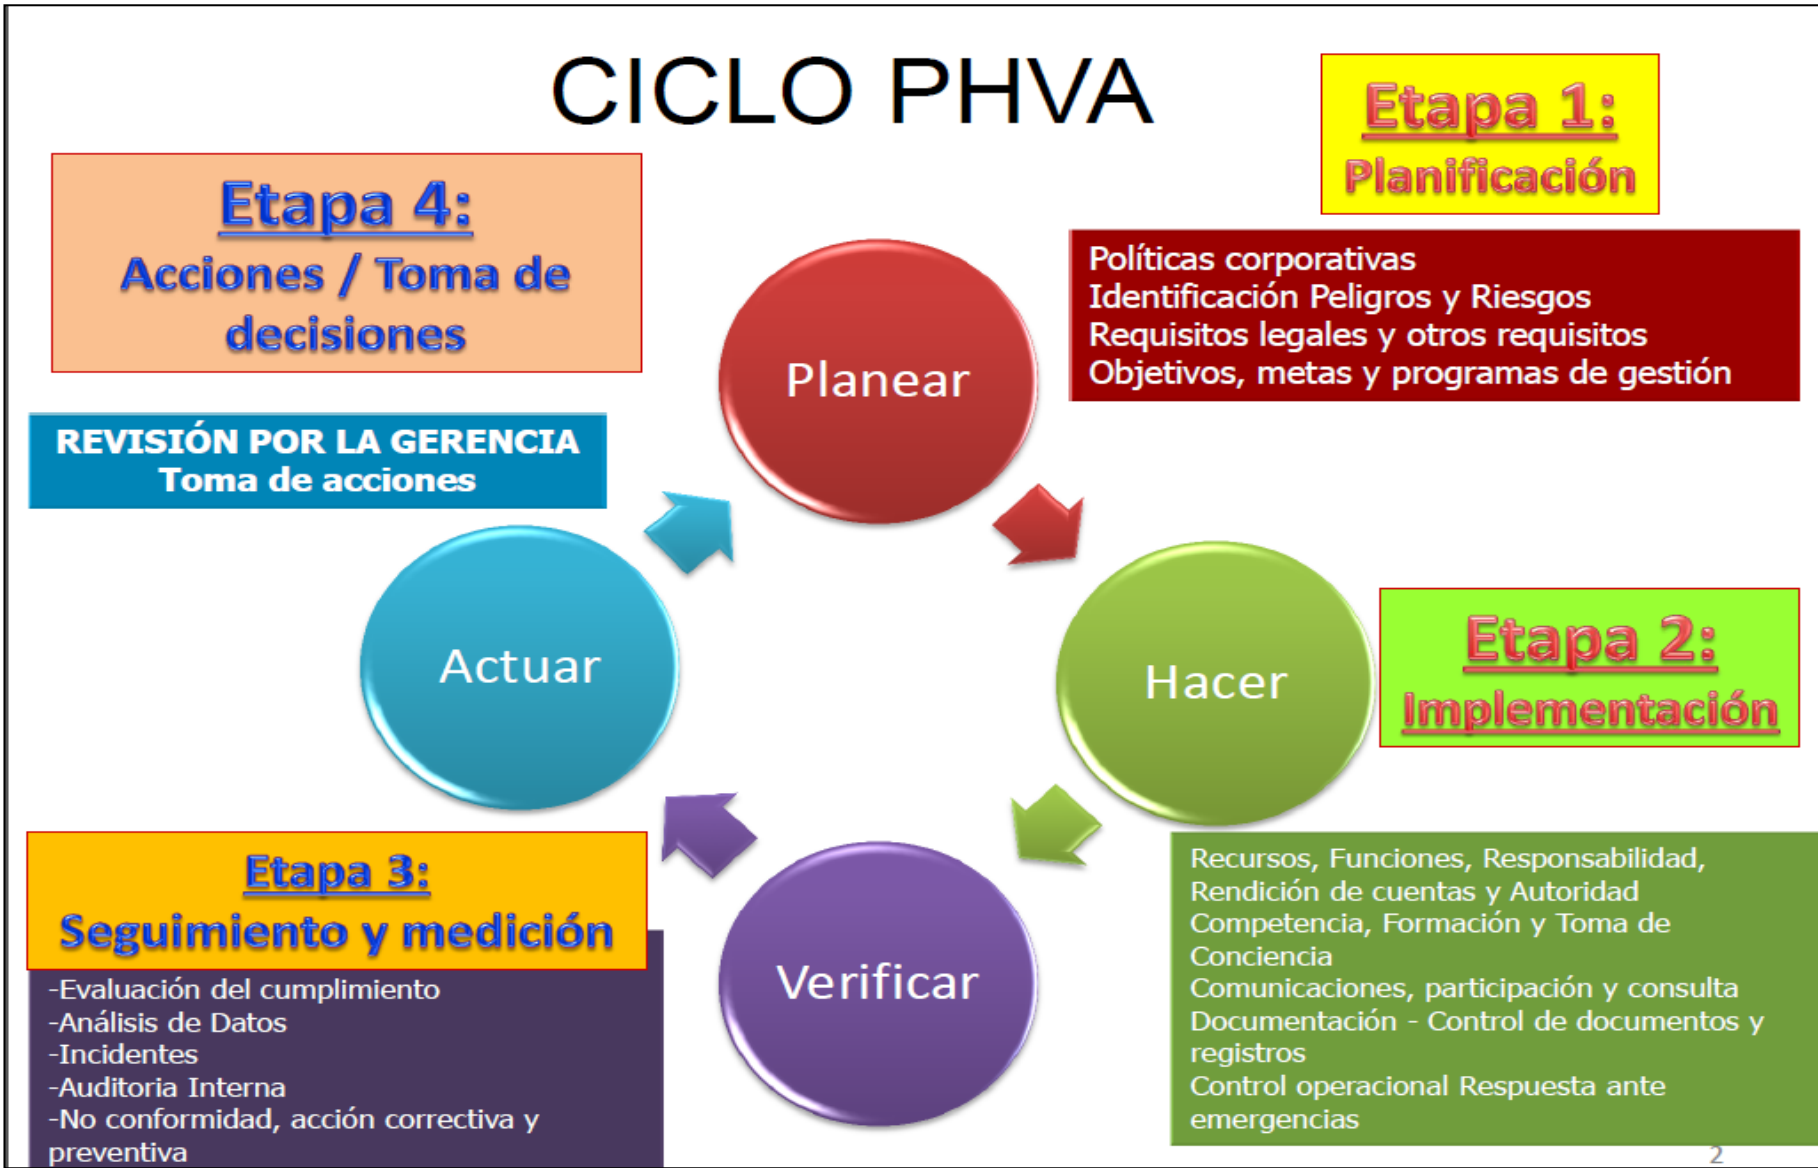 CICLO PHVA
Etapa 1:
Planificación
Políticas corporativas
Identificación Peligros y Riesgos
Requisitos legales y otros requisitos
Objetivos, metas y programas de gestión
Planear
Etapa 2:
Implementación
Hacer
Recursos, Funciones, Responsabilidad,
Rendición de cuentas y Autoridad
Competencia, Formación y Toma de
Conciencia
Comunicaciones, participación y consulta
Documentación - Control de documentos y
registros
Control operacional Respuesta ante
emergencias
Verificar
Etapa 3:
Seguimiento y medición
-Evaluación del cumplimiento
-Análisis de Datos
-Incidentes
-Auditoria Interna
-No conformidad, acción correctiva y
preventiva
Actuar
Etapa 4:
Acciones / Toma de
decisiones
REVISIÓN POR LA GERENCIA
Toma de acciones
2